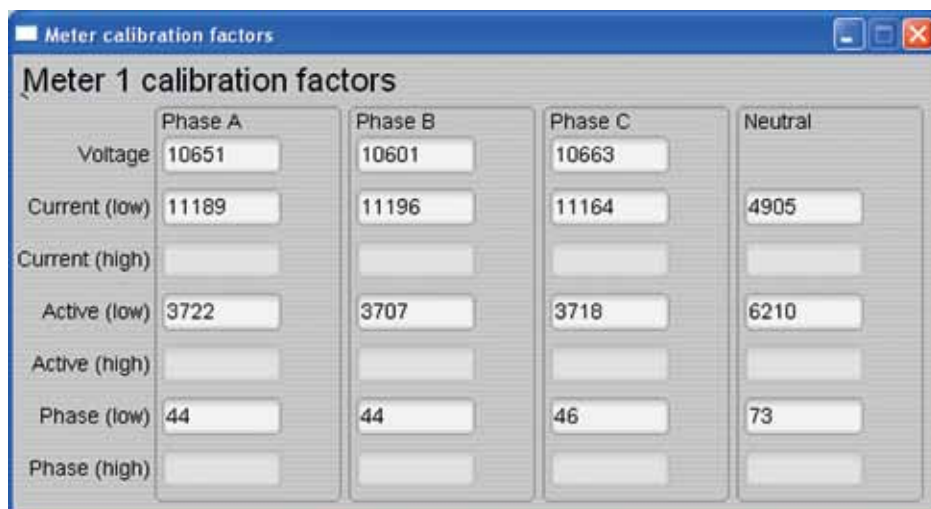 Meter calibration factors
Meter 1 calibration factors
Phase A Phase B Phase C Neutral
Voltage 10651 10601 10663
Current (low) 11189 11196 11164 4905
Current (high)
Active (low) 3722 3707 3718 6210
Active (high)
Phase (low) 44 44 46 73
Phase (high)